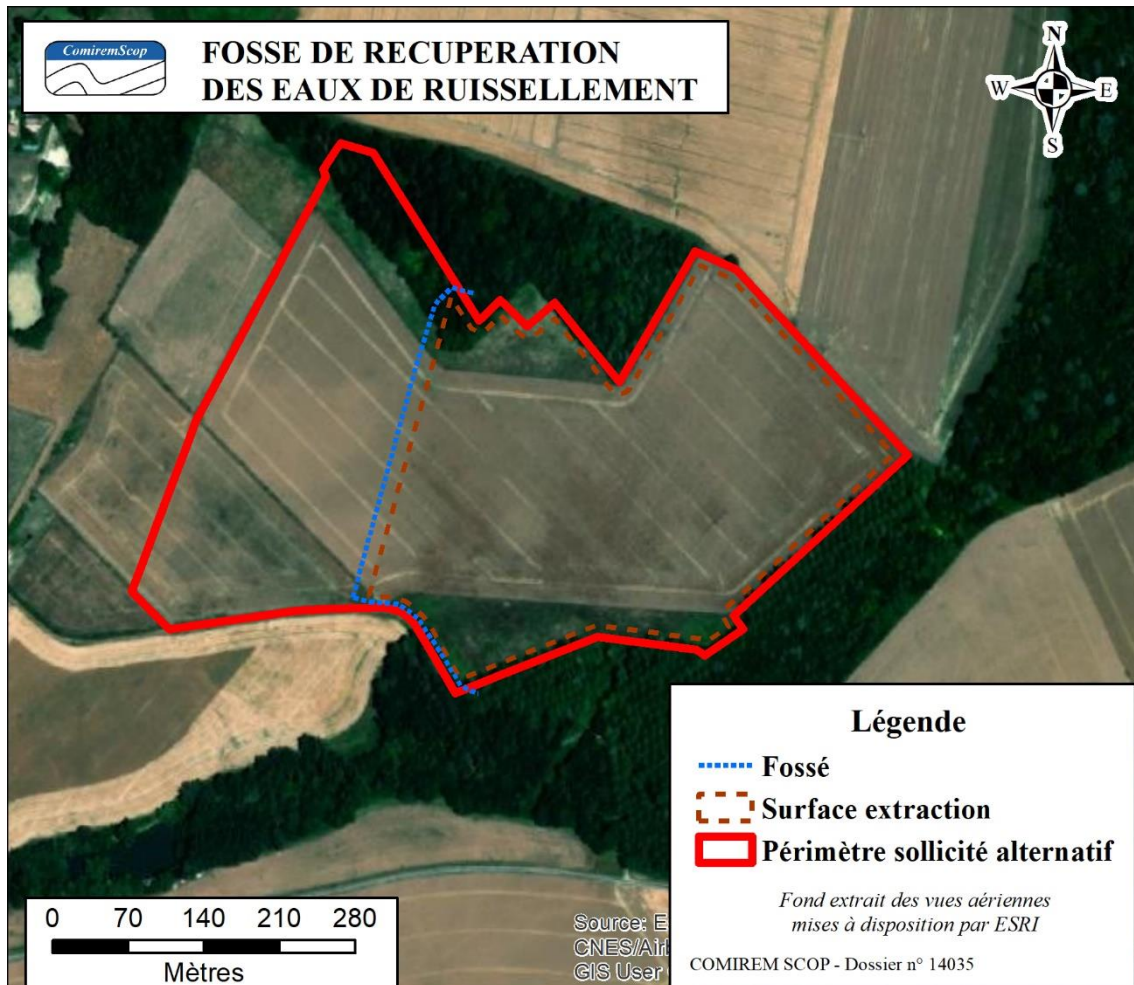 ComiremScop
FOSSE DE RECUPERATION
DES EAUX DE RUISSELLEMENT
N
W E
S
Légende
Fossé
Surface extraction
Périmètre sollicité alternatif
Fond extrait des vues aériennes
mises à disposition par ESRI
COMIREM SCOP - Dossier n° 14035
0 70 140 210 280
Mètres
Source:
CNES/
GIS User